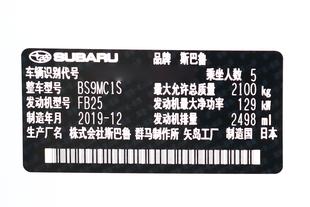 SUBARU 品牌 斯巴鲁
车辆识别代号 乘坐人数 5
整车型号 BS9MCIS 最大允许总质量 2100 kg
发动机型号 FB25 发动机最大净功率 129 kW
制造年月 2019-12 发动机排量 2498 ml
生产厂名 株式会社斯巴鲁 群马制作所 矢岛工厂 制造国 日本